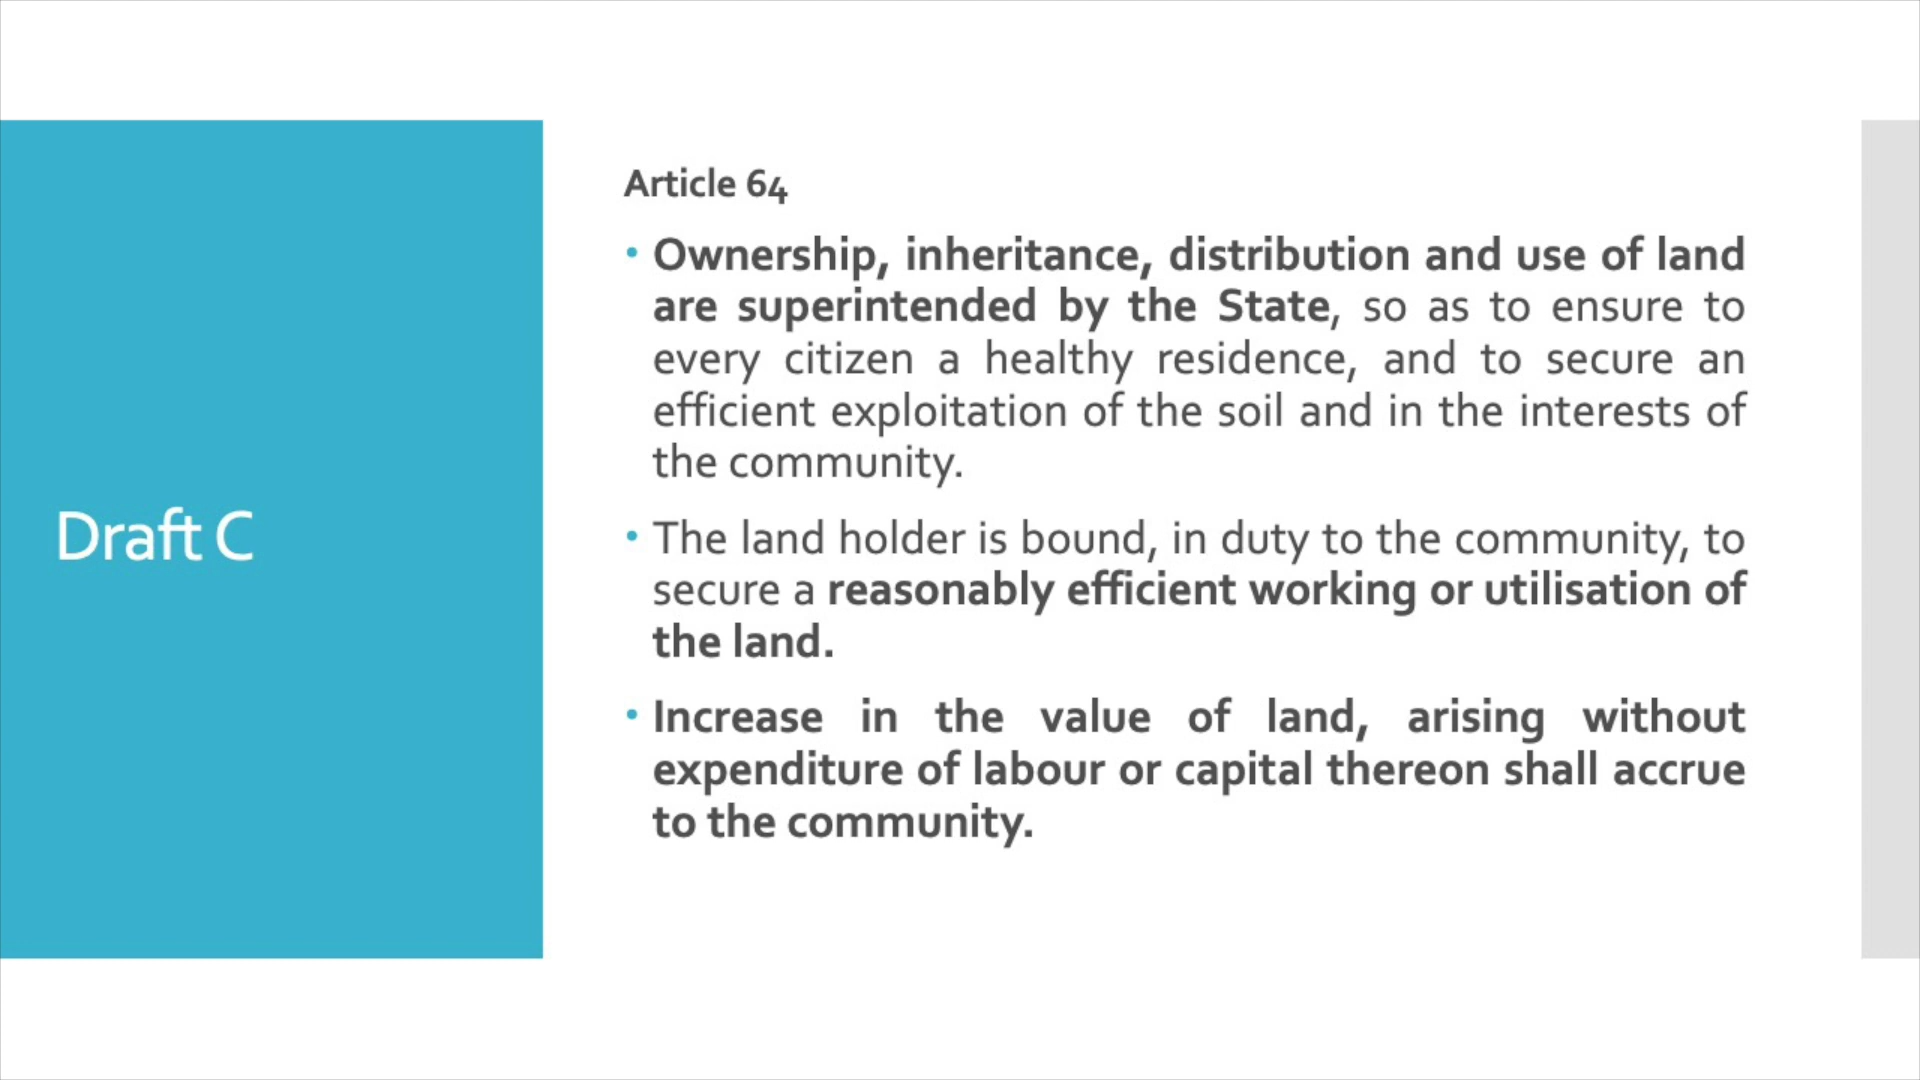 Draft C
Article 64
• Ownership, inheritance, distribution and use of land
are superintended by the State, so as to ensure to
every citizen a healthy residence, and to secure an
efficient exploitation of the soil and in the interests of
the community.
• The land holder is bound, in duty to the community, to
secure a reasonably efficient working or utilisation of
the land.
• Increase in the value of land, arising without
expenditure of labour or capital thereon shall accrue
to the community.